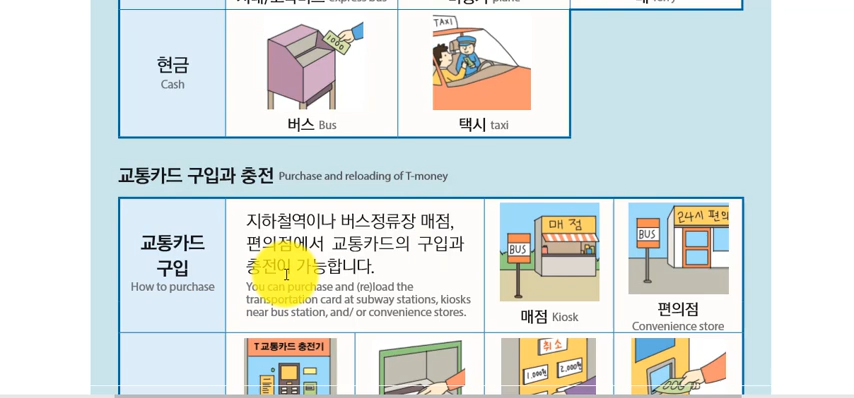 Express Bus
plane
ferry
현금
Cash
1000
TAXI
버스 Bus
택시 taxi
교통카드 구입과 충전 Purchase and reloading of T-money
교통카드
구입
How to purchase
지하철역이나 버스정류장 매점,
편의점에서 교통카드의 구입과
충전이 가능합니다.
You can purchase and (re)load the
transportation card at subway stations, kiosks
near bus station, and/ or convenience stores.
매 점
BUS
매점 Kiosk
24시 편의
BUS
편의점
Convenience store
T 교통카드 충전기
취소
1,000원
2,000원